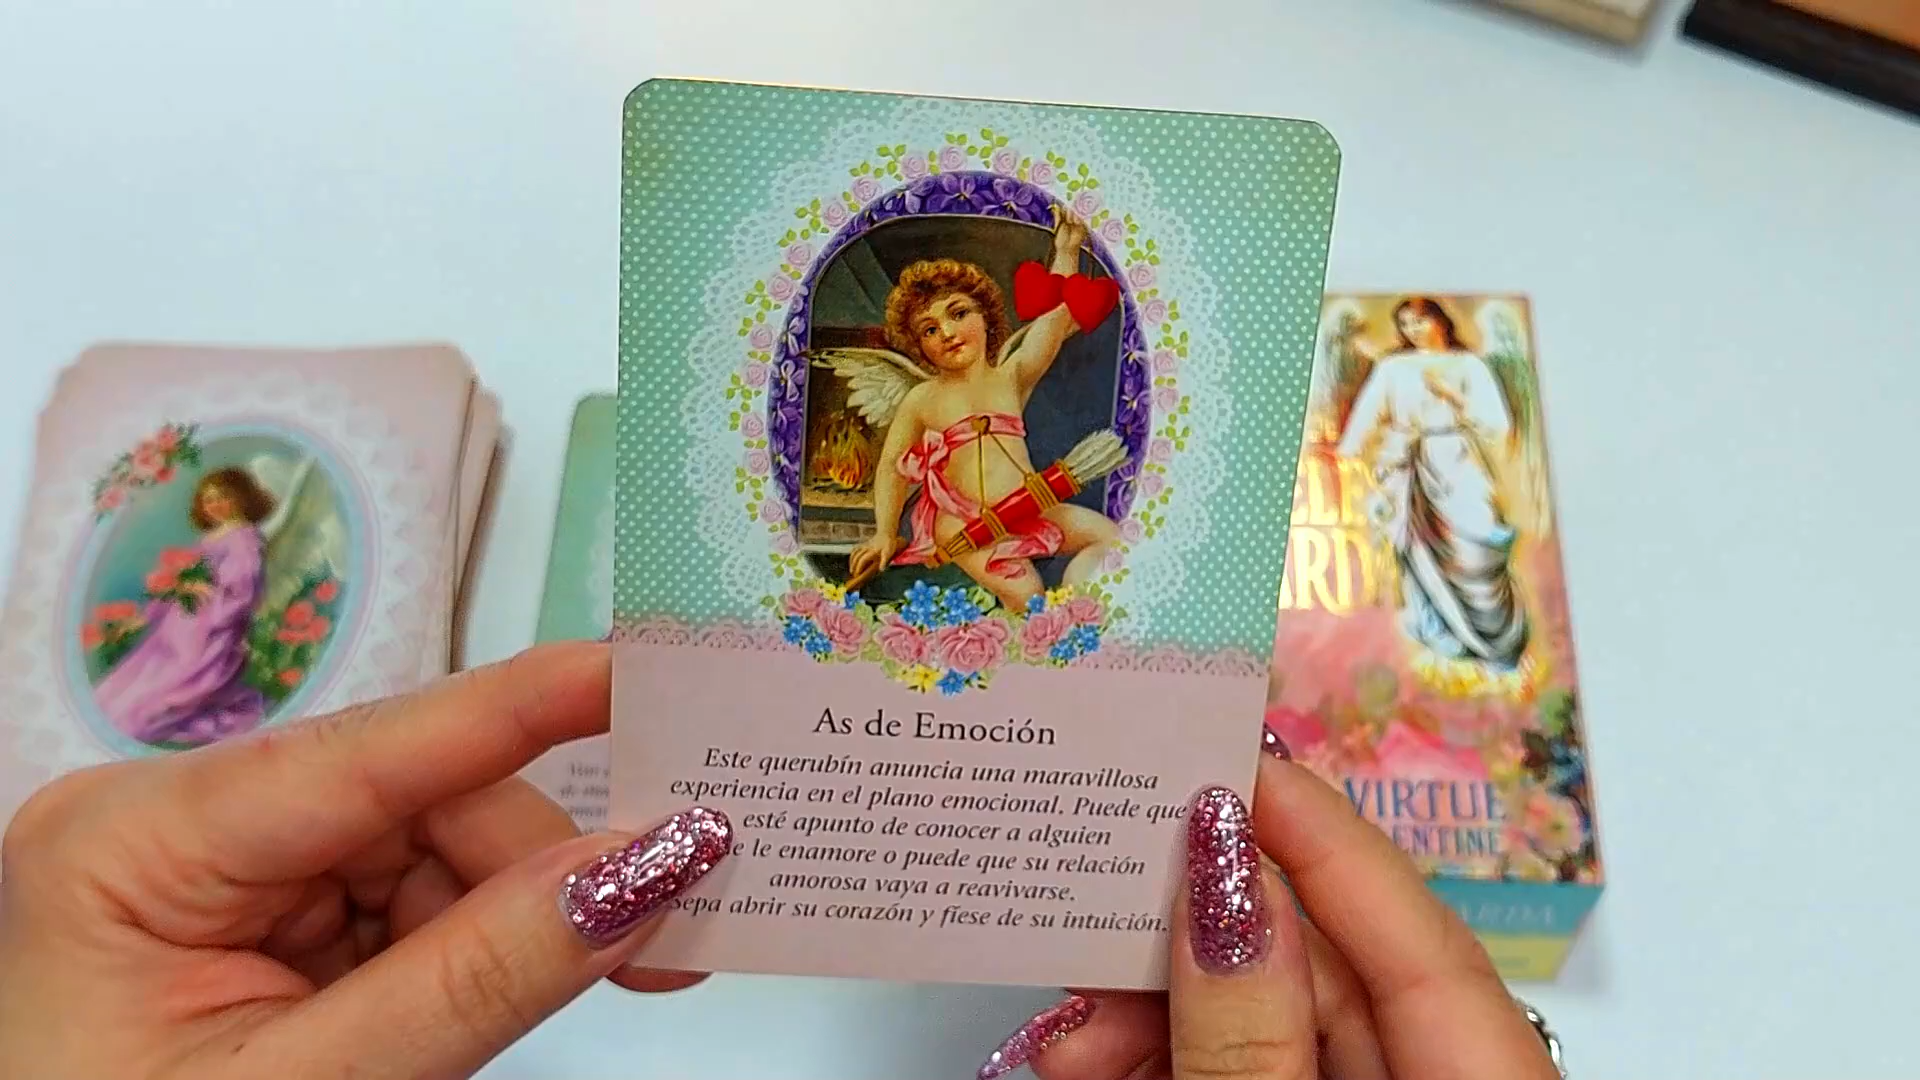 As de Emoción
Este querubín anuncia una maravillosa
experiencia en el plano emocional. Puede que
esté apunto de conocer a alguien
le enamore o puede que su relación
amorosa vaya a reavivarse.
Sepa abrir su corazón y fíese de su intuición.
VIRTUE